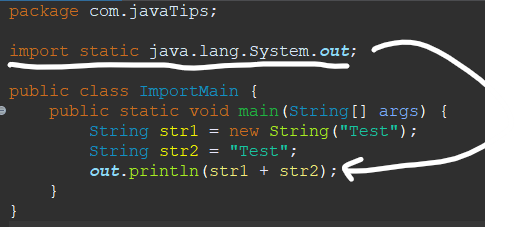 package com.javaTips;
import static java.lang.System.out;
public class ImportMain {
public static void main(String[] args) {
String str1 = new String("Test");
String str2 = "Test";
out.println(str1 + str2);
}
}